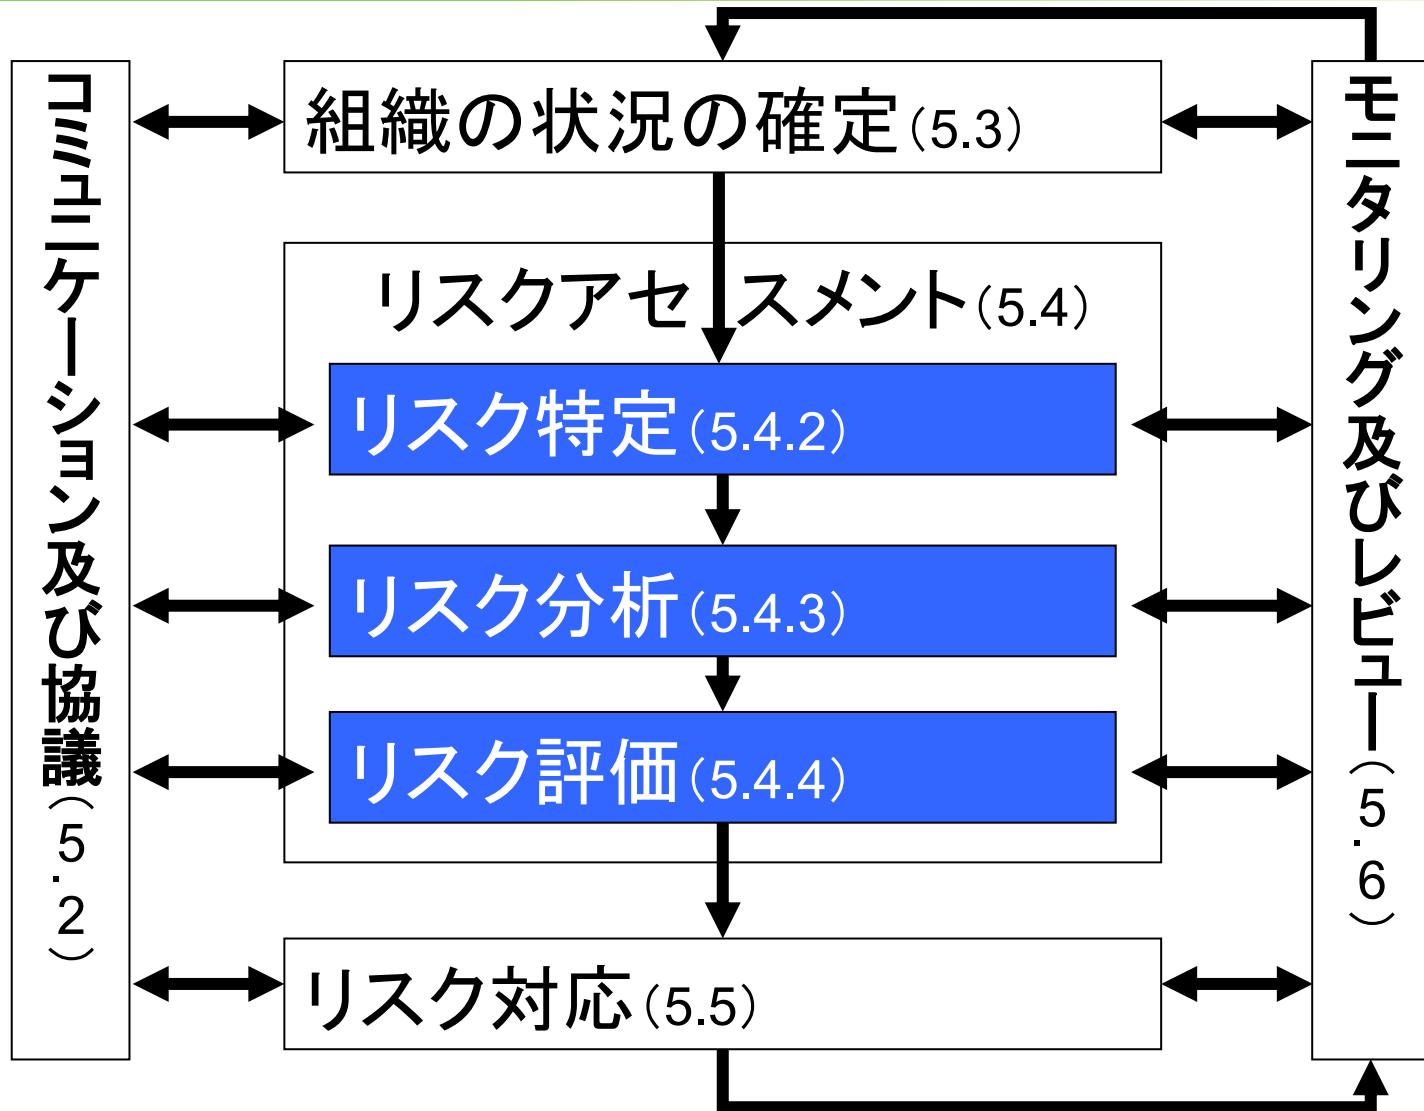 コミュニケーション及び協議（5.2）
組織の状況の確定（5.3）
リスクアセスメント（5.4）
リスク特定（5.4.2）
リスク分析（5.4.3）
リスク評価（5.4.4）
リスク対応（5.5）
モニタリング及びレビュー（5.6）